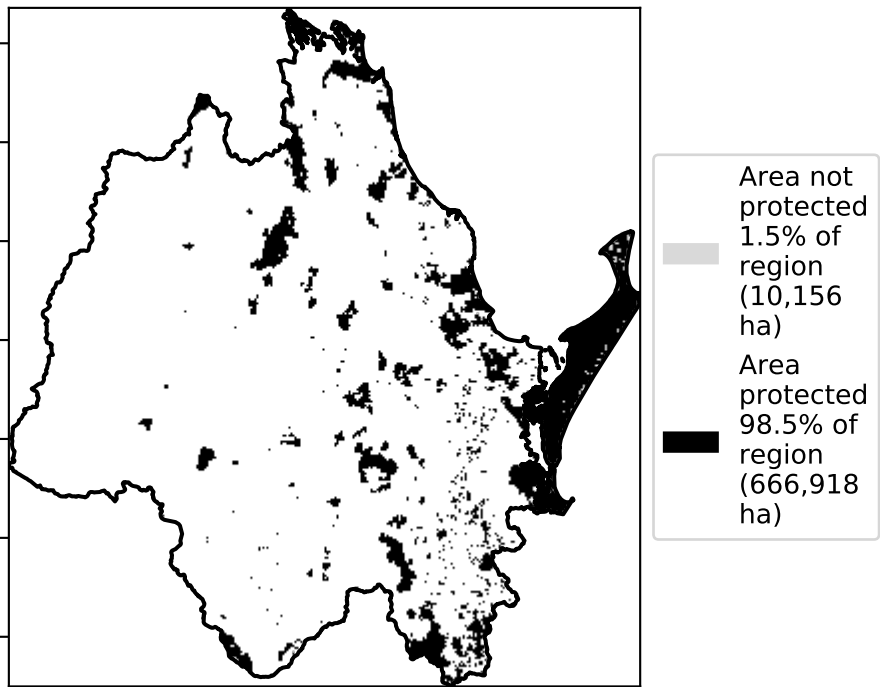 Area not
protected
1.5% of
region
(10,156
ha)
Area
protected
98.5% of
region
(666,918
ha)